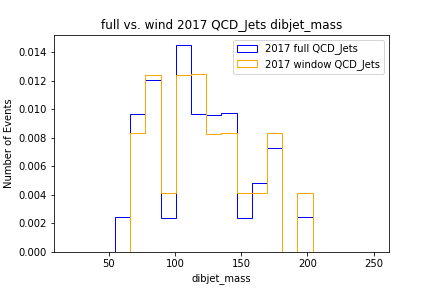 full vs. wind 2017 QCD_Jets dibjet_mass
2017 full QCD_Jets
2017 window QCD_Jets
Number of Events
0.014
0.012
0.010
0.008
0.006
0.004
0.002
0.000
50 100 150 200 250
dibjet_mass